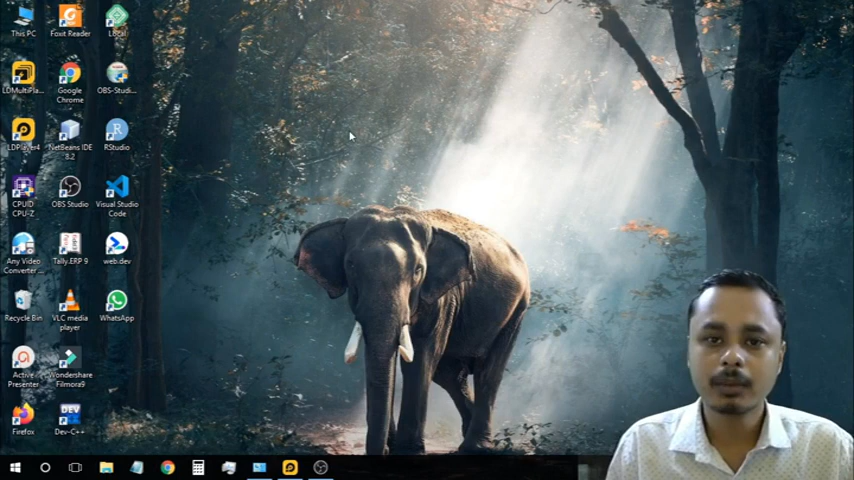 This PC
Foxit Reader
Local
LDMultiPla...
Google
Chrome
OBS-Studi...
LDPlayer4
NetBeans IDE
8.2
RStudio
CPUID
CPU-Z
OBS Studio
Visual Studio
Code
Any Video
Converter ...
Tally.ERP 9
web.dev
Recycle Bin
VLC media
player
WhatsApp
Active
Presenter
Wondershare
Filmora9
Firefox
DEV
Dev-C++